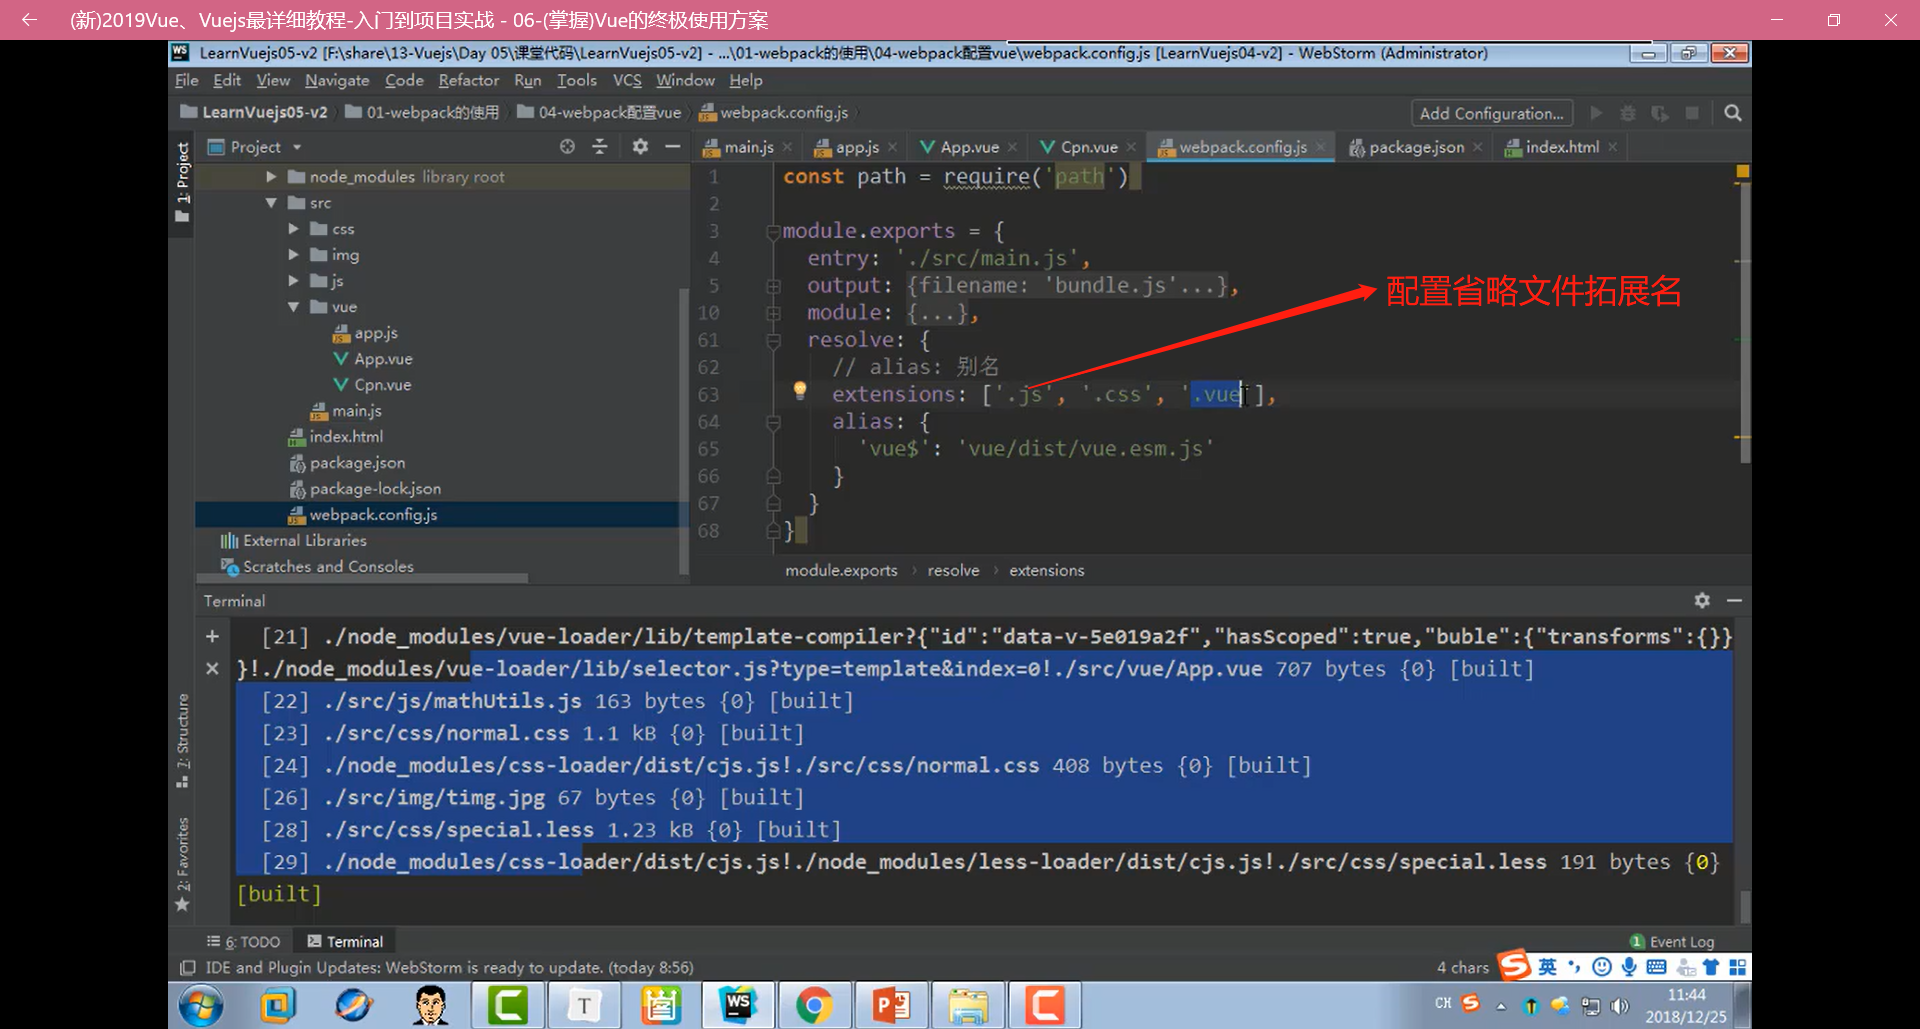 (新)2019Vue、Vuejs最详细教程-入门到项目实战 - 06-(掌握)Vue的终极使用方案
LearnVuejs05-v2 [F:\share\13-Vuejs\Day 05\课堂代码\LearnVuejs05-v2] - ...\01-webpack的使用\04-webpack配置vue\webpack.config.js [LearnVuejs04-v2] - WebStorm (Administrator)
File Edit View Navigate Code Refactor Run Tools VCS Window Help
LearnVuejs05-v2 01-webpack的使用 04-webpack配置vue webpack.config.js Add Configuration...
Project main.js app.js App.vue Cpn.vue webpack.config.js package.json index.html
1: Project
node_modules library root
src
css
img
js
vue
app.js
App.vue
Cpn.vue
main.js
index.html
package.json
package-lock.json
webpack.config.js
External Libraries
Scratches and Consoles
1 const path = require('path')
2
3 module.exports = {
4 entry: './src/main.js',
5 output: {filename: 'bundle.js'...},
10 module: {...},
61 resolve: {
62 // alias: 别名
63 extensions: ['.js', '.css', '.vue'],
64 alias: {
65 'vue$': 'vue/dist/vue.esm.js'
66 }
67 }
68 }
配置省略文件拓展名
module.exports › resolve › extensions
Terminal
[21] ./node_modules/vue-loader/lib/template-compiler?{"id":"data-v-5e019a2f","hasScoped":true,"buble":{"transforms":{}}
}!./node_modules/vue-loader/lib/selector.js?type=template&index=0!./src/vue/App.vue 707 bytes {0} [built]
[22] ./src/js/mathUtils.js 163 bytes {0} [built]
[23] ./src/css/normal.css 1.1 kB {0} [built]
[24] ./node_modules/css-loader/dist/cjs.js!./src/css/normal.css 408 bytes {0} [built]
[26] ./src/img/timg.jpg 67 bytes {0} [built]
[28] ./src/css/special.less 1.23 kB {0} [built]
[29] ./node_modules/css-loader/dist/cjs.js!./node_modules/less-loader/dist/cjs.js!./src/css/special.less 191 bytes {0}
[built]
7: Structure
2: Favorites
6: TODO Terminal 1 Event Log
IDE and Plugin Updates: WebStorm is ready to update. (today 8:56) 4 chars 英
CH 11:44
2018/12/25